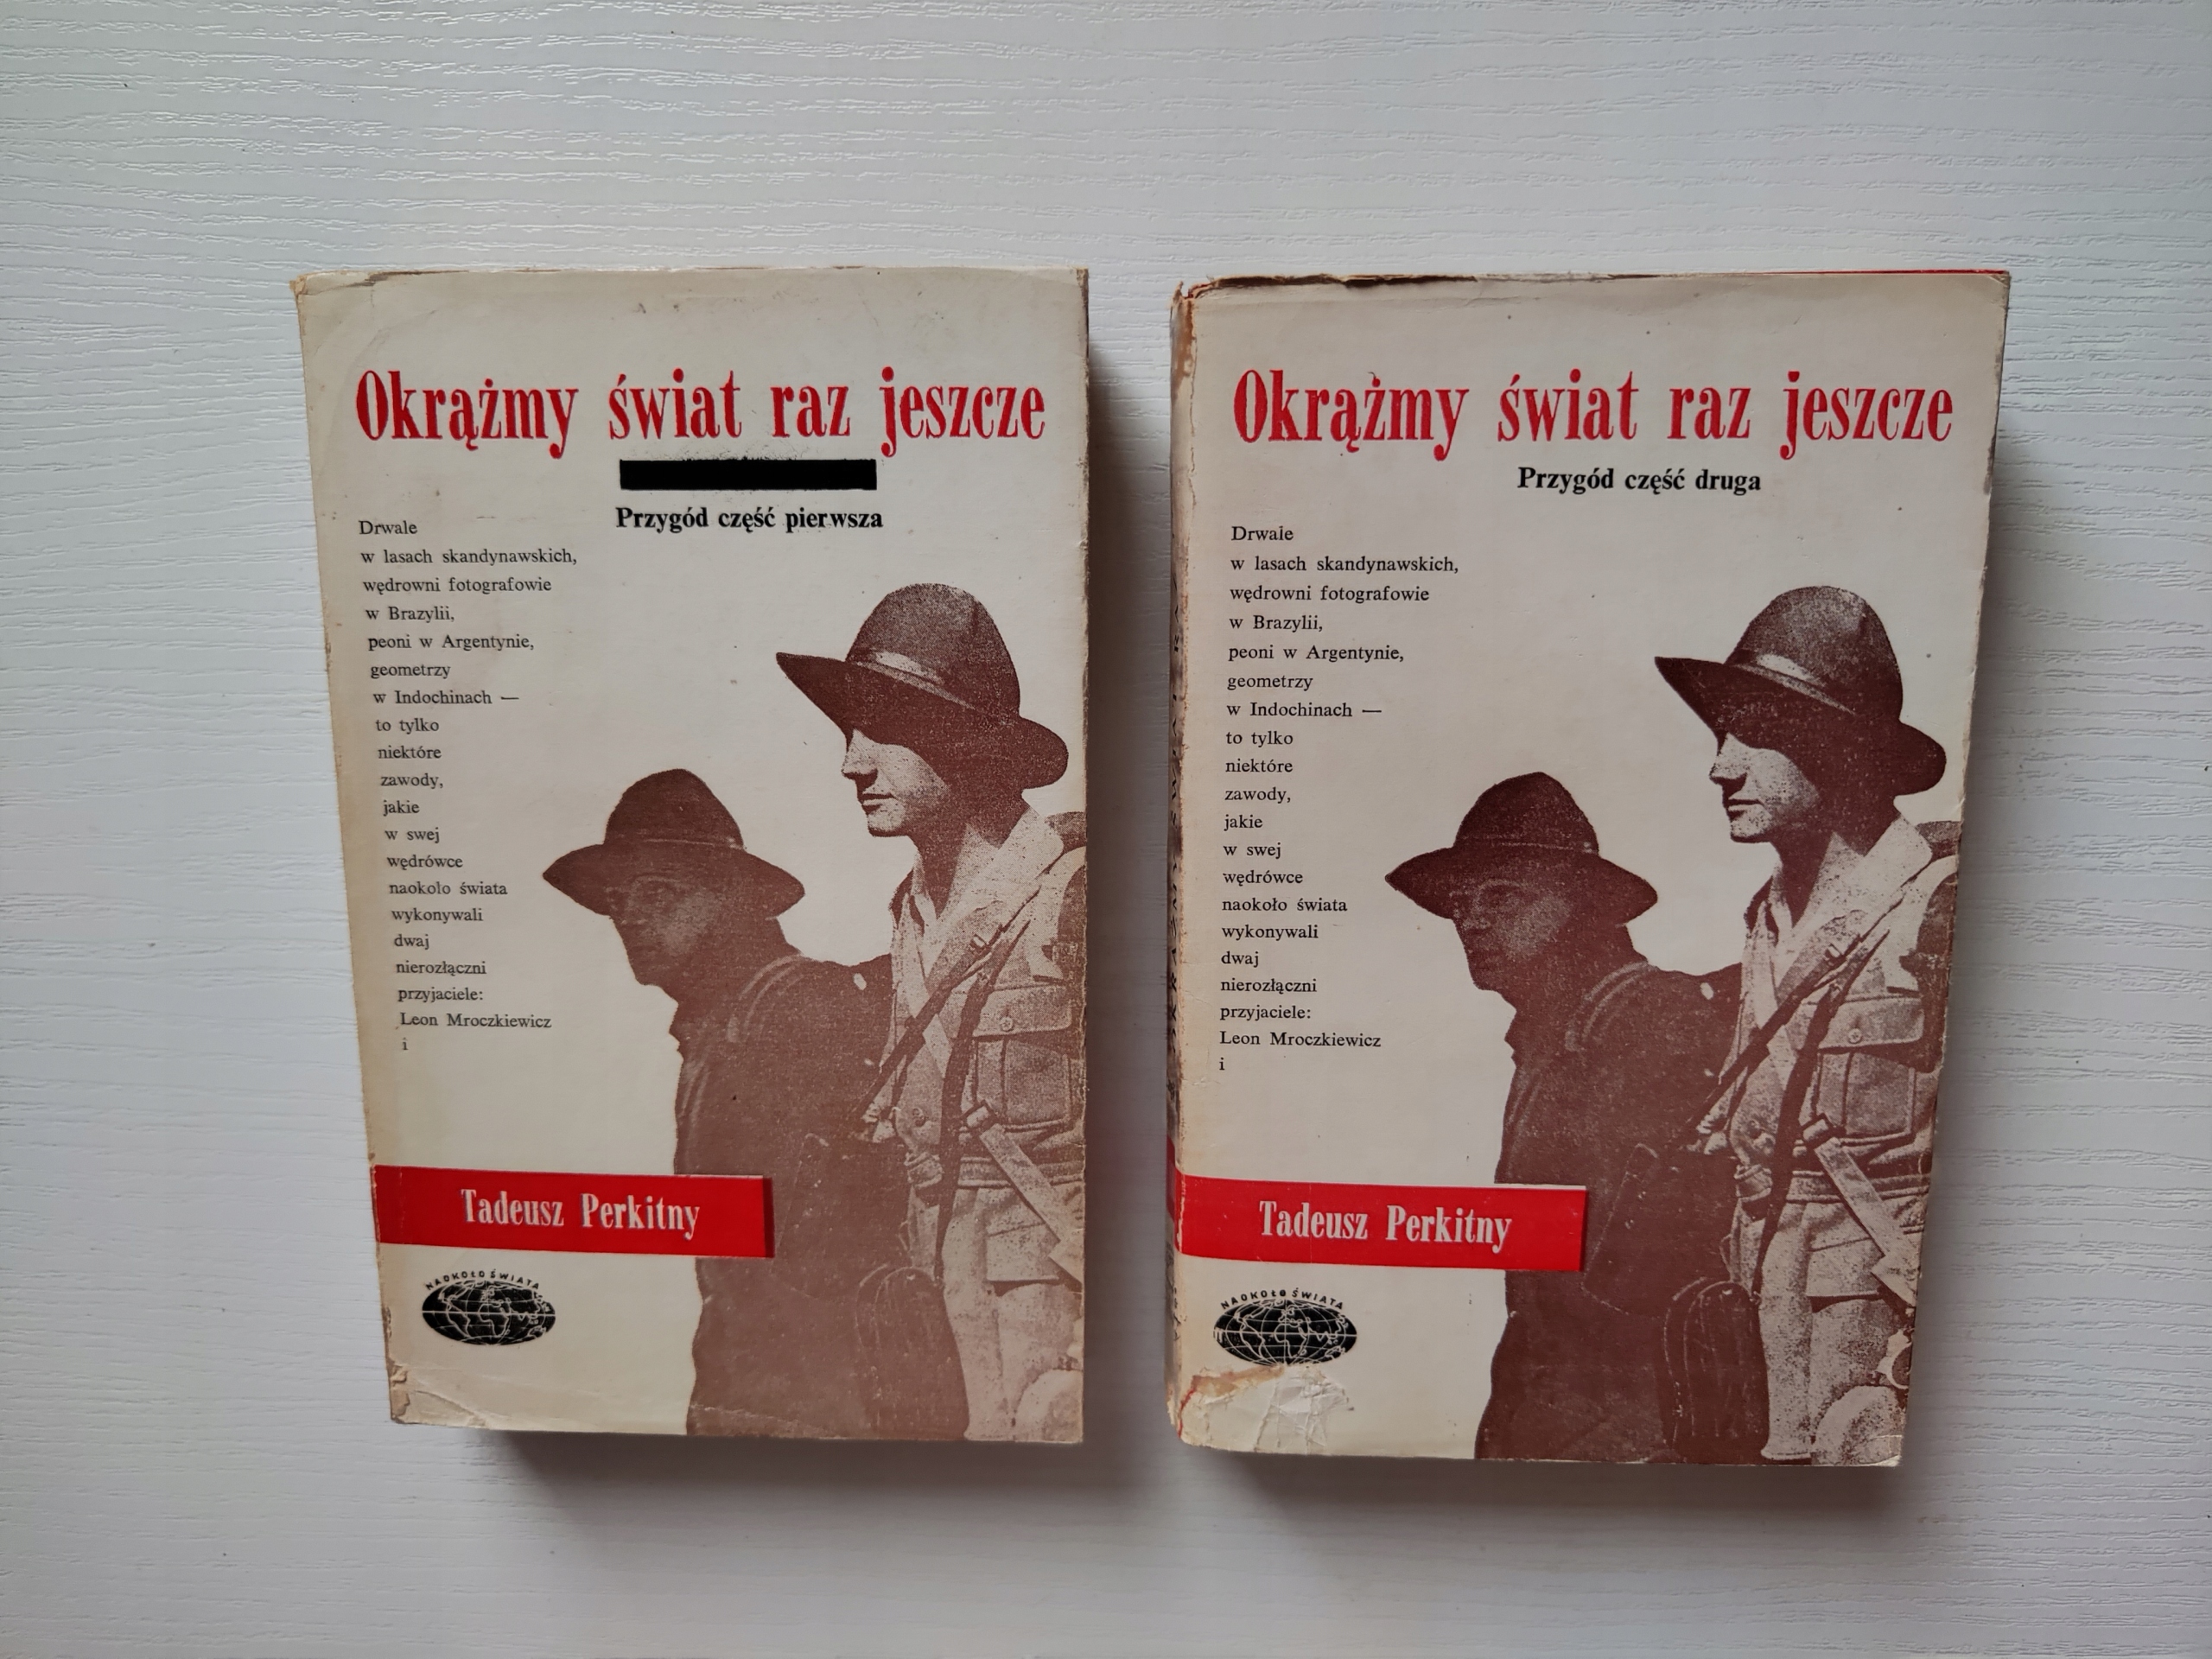 Okrążmy świat raz jeszcze
Przygód część pierwsza
Drwale
w lasach skandynawskich,
wędrowni fotografowie
w Brazylii,
peoni w Argentynie,
geometrzy
w Indochinach —
to tylko
niektóre
zawody,
jakie
w swej
wędrówce
naokoło świata
wykonywali
dwaj
nierozłączni
przyjaciele:
Leon Mroczkiewicz
i
Tadeusz Perkitny
NAOKOŁO ŚWIATA
Okrążmy świat raz jeszcze
Przygód część druga
Drwale
w lasach skandynawskich,
wędrowni fotografowie
w Brazylii,
peoni w Argentynie,
geometrzy
w Indochinach —
to tylko
niektóre
zawody,
jakie
w swej
wędrówce
naokoło świata
wykonywali
dwaj
nierozłączni
przyjaciele:
Leon Mroczkiewicz
i
Tadeusz Perkitny
NAOKOŁO ŚWIATA